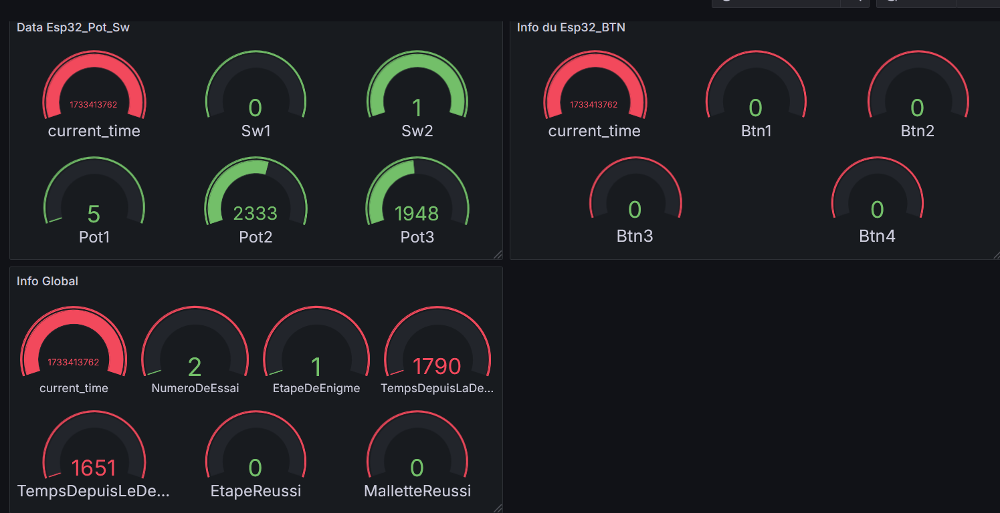 Data Esp32_Pot_Sw
1733413762
current_time
0
Sw1
1
Sw2
5
Pot1
2333
Pot2
1948
Pot3
Info du Esp32_BTN
1733413762
current_time
0
Btn1
0
Btn2
0
Btn3
0
Btn4
Info Global
1733413762
current_time
2
NumeroDeEssai
1
EtapeDeEnigme
1790
TempsDepuisLaDe...
1651
TempsDepuisLeDe...
0
EtapeReussi
0
MalletteReussi